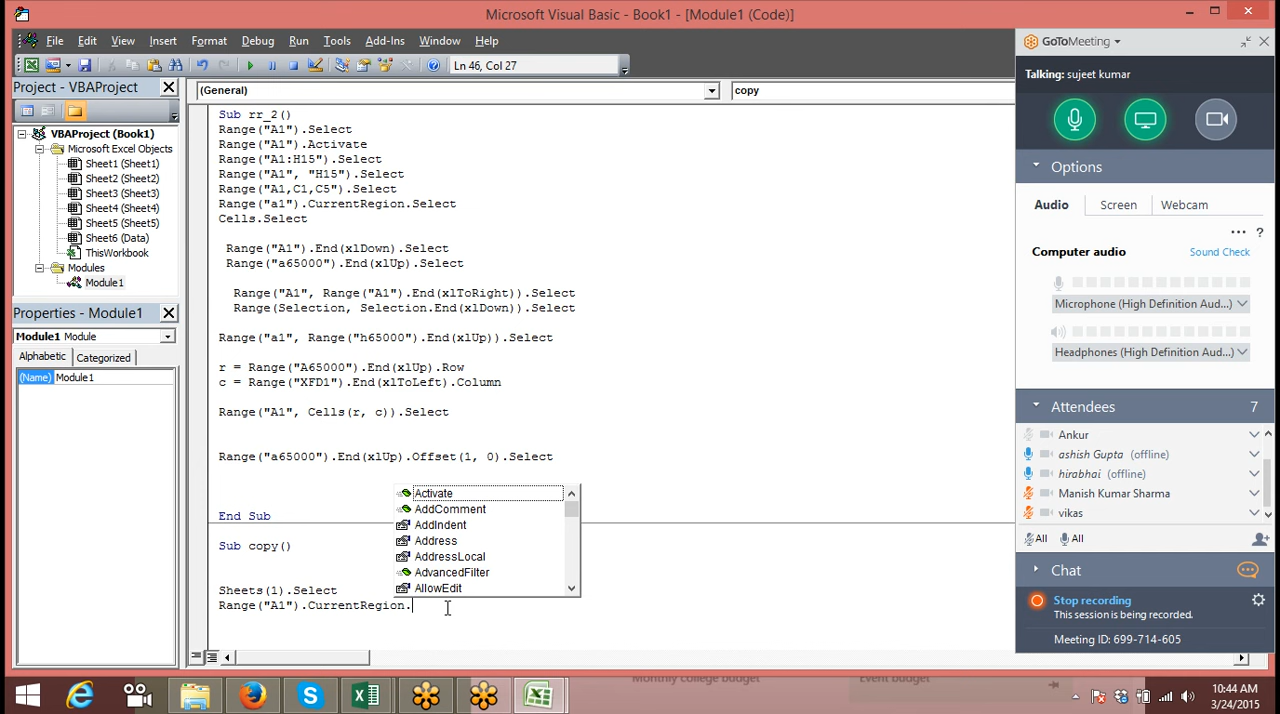 Microsoft Visual Basic - Book1 - [Module1 (Code)]
File Edit View Insert Format Debug Run Tools Add-Ins Window Help
Ln 46, Col 27
Project - VBAProject
(General)
copy
VBAProject (Book1)
Microsoft Excel Objects
Sheet1 (Sheet1)
Sheet2 (Sheet2)
Sheet3 (Sheet3)
Sheet4 (Sheet4)
Sheet5 (Sheet5)
Sheet6 (Data)
ThisWorkbook
Modules
Module1
Properties - Module1
Module1 Module
Alphabetic Categorized
(Name) Module1
Sub rr_2()
Range("A1").Select
Range("A1").Activate
Range("A1:H15").Select
Range("A1", "H15").Select
Range("A1,C1,C5").Select
Range("a1").CurrentRegion.Select
Cells.Select
Range("A1").End(xlDown).Select
Range("a65000").End(xlUp).Select
Range("A1", Range("A1").End(xlToRight)).Select
Range(Selection, Selection.End(xlDown)).Select
Range("a1", Range("h65000").End(xlUp)).Select
r = Range("A65000").End(xlUp).Row
c = Range("XFD1").End(xlToLeft).Column
Range("A1", Cells(r, c)).Select
Range("a65000").End(xlUp).Offset(1, 0).Select
End Sub
Sub copy()
Sheets(1).Select
Range("A1").CurrentRegion.
Activate
AddComment
AddIndent
Address
AddressLocal
AdvancedFilter
AllowEdit
GoToMeeting
Talking: sujeet kumar
Options
Audio Screen Webcam
... ?
Computer audio Sound Check
Microphone (High Definition Aud...)
Headphones (High Definition Aud...)
Attendees 7
Ankur
ashish Gupta (offline)
hirabhai (offline)
Manish Kumar Sharma
vikas
All All
Chat
Stop recording
This session is being recorded.
Meeting ID: 699-714-605
Monthly college budget Event budget
10:44 AM
3/24/2015